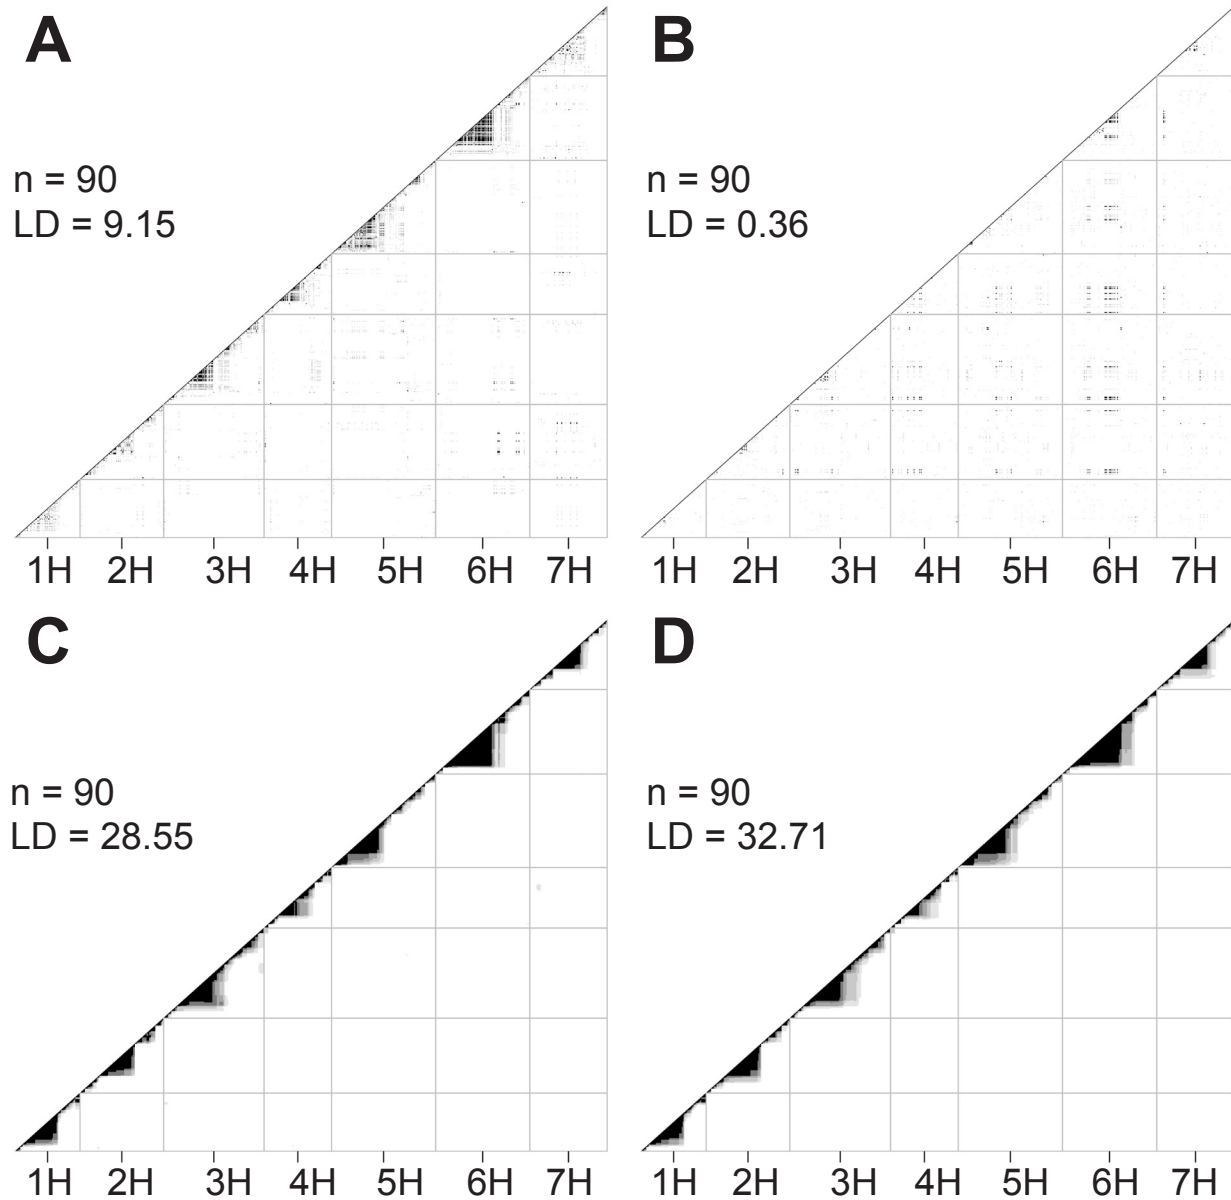 A
n = 90
LD = 9.15
1H 2H 3H 4H 5H 6H 7H
B
n = 90
LD = 0.36
1H 2H 3H 4H 5H 6H 7H
C
n = 90
LD = 28.55
1H 2H 3H 4H 5H 6H 7H
D
n = 90
LD = 32.71
1H 2H 3H 4H 5H 6H 7H